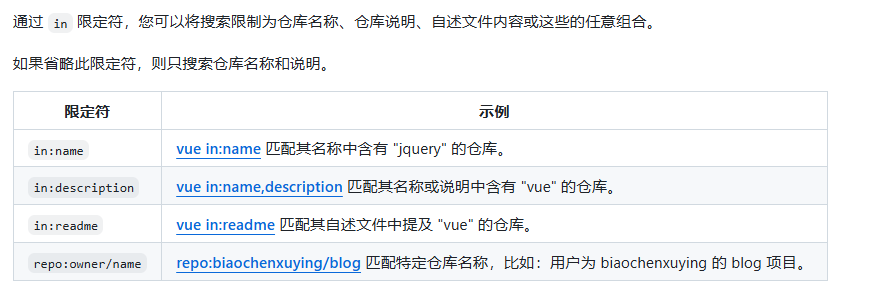 通过 in 限定符，您可以将搜索限制为仓库名称、仓库说明、自述文件内容或这些的任意组合。
如果省略此限定符，则只搜索仓库名称和说明。
限定符 示例
in:name vue in:name 匹配其名称中含有 "jquery" 的仓库。
in:description vue in:name,description 匹配其名称或说明中含有 "vue" 的仓库。
in:readme vue in:readme 匹配其自述文件中提及 "vue" 的仓库。
repo:owner/name repo:biaochenxuying/blog 匹配特定仓库名称，比如：用户为 biaochenxuying 的 blog 项目。